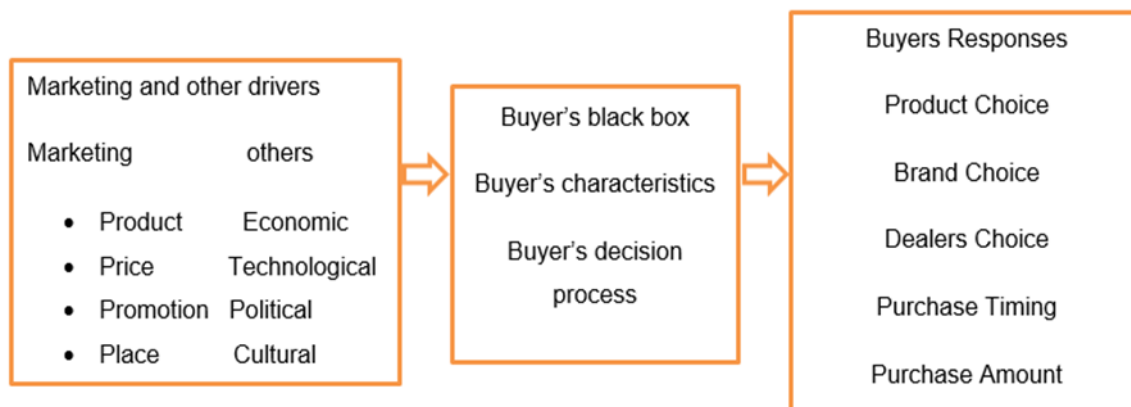 Marketing and other drivers
Marketing others
• Product Economic
• Price Technological
• Promotion Political
• Place Cultural
Buyer's black box
Buyer's characteristics
Buyer's decision
process
Buyers Responses
Product Choice
Brand Choice
Dealers Choice
Purchase Timing
Purchase Amount